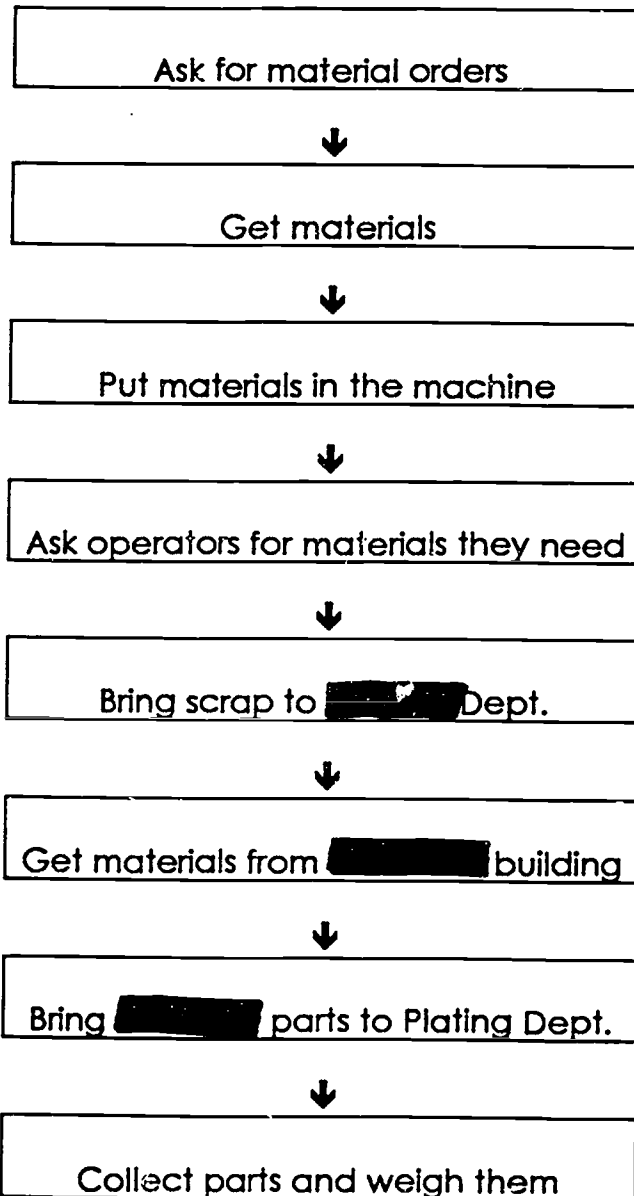 Ask for material orders
Get materials
Put materials in the machine
Ask operators for materials they need
Bring scrap to Dept.
Get materials from building
Bring parts to Plating Dept.
Collect parts and weigh them